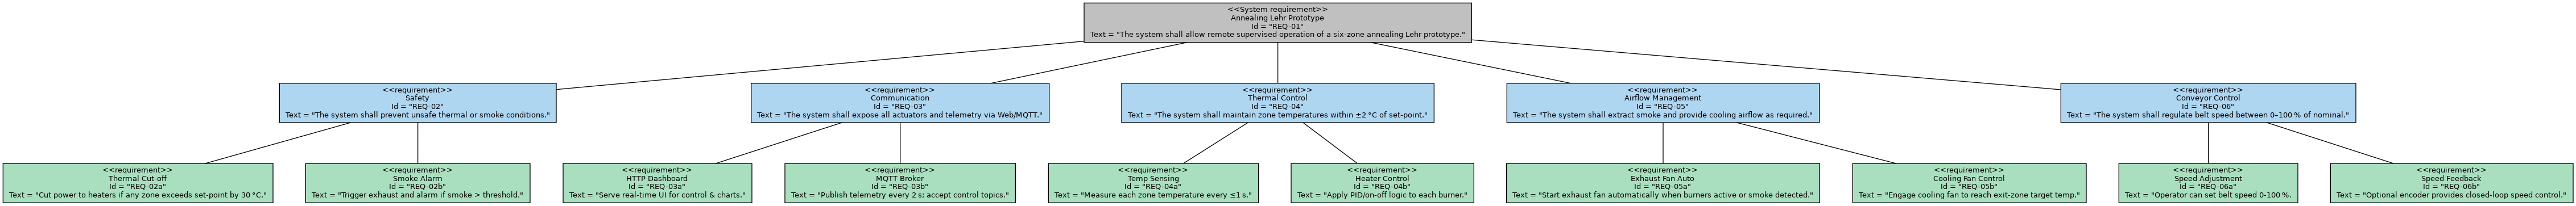 <<System requirement>>
Annealing Lehr Prototype
Id = "REQ-01"
Text = "The system shall allow remote supervised operation of a six-zone annealing Lehr prototype."
<<requirement>>
Safety
Id = "REQ-02"
Text = "The system shall prevent unsafe thermal or smoke conditions."
<<requirement>>
Communication
Id = "REQ-03"
Text = "The system shall expose all actuators and telemetry via Web/MQTT."
<<requirement>>
Thermal Control
Id = "REQ-04"
Text = "The system shall maintain zone temperatures within ±2 °C of set-point."
<<requirement>>
Airflow Management
Id = "REQ-05"
Text = "The system shall extract smoke and provide cooling airflow as required."
<<requirement>>
Conveyor Control
Id = "REQ-06"
Text = "The system shall regulate belt speed between 0–100 % of nominal."
<<requirement>>
Thermal Cut-off
Id = "REQ-02a"
Text = "Cut power to heaters if any zone exceeds set-point by 30 °C."
<<requirement>>
Smoke Alarm
Id = "REQ-02b"
Text = "Trigger exhaust and alarm if smoke > threshold."
<<requirement>>
HTTP Dashboard
Id = "REQ-03a"
Text = "Serve real-time UI for control & charts."
<<requirement>>
MQTT Broker
Id = "REQ-03b"
Text = "Publish telemetry every 2 s; accept control topics."
<<requirement>>
Temp Sensing
Id = "REQ-04a"
Text = "Measure each zone temperature every ≤1 s."
<<requirement>>
Heater Control
Id = "REQ-04b"
Text = "Apply PID/on-off logic to each burner."
<<requirement>>
Exhaust Fan Auto
Id = "REQ-05a"
Text = "Start exhaust fan automatically when burners active or smoke detected."
<<requirement>>
Cooling Fan Control
Id = "REQ-05b"
Text = "Engage cooling fan to reach exit-zone target temp."
<<requirement>>
Speed Adjustment
Id = "REQ-06a"
Text = "Operator can set belt speed 0-100 %.
<<requirement>>
Speed Feedback
Id = "REQ-06b"
Text = "Optional encoder provides closed-loop speed control."